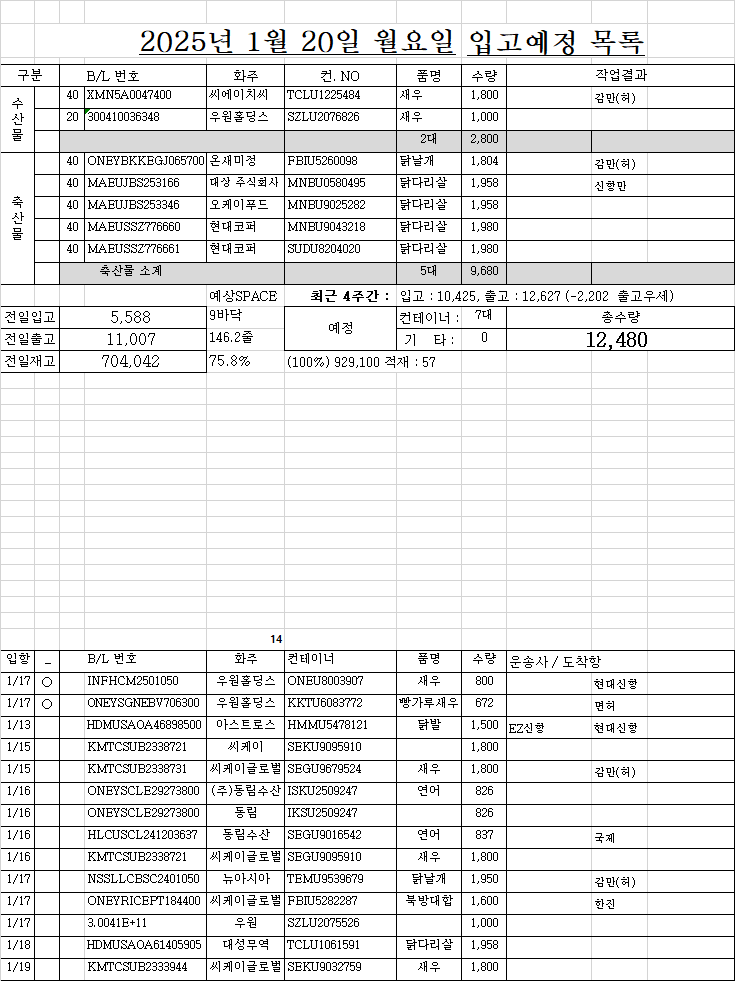 2025년 1월 20일 월요일 입고예정 목록
구분 B/L 번호 화주 컨. NO 품명 수량 작업결과
수산물
40 XMN5A0047400 씨에이치씨 TCLU1225484 새우 1,800 감만(허)
20 300410036348 우원홀딩스 SZLU2076826 새우 1,000
2대 2,800
축산물
40 ONEYBKKEGJ065700 온새미정 FBIU5260098 닭날개 1,804 감만(허)
40 MAEUJBS253166 대상 주식회사 MNBU0580495 닭다리살 1,958 신항만
40 MAEUJBS253346 오케이푸드 MNBU9025282 닭다리살 1,958
40 MAEUSSZ776660 현대코퍼 MNBU9043218 닭다리살 1,980
40 MAEUSSZ776661 현대코퍼 SUDU8204020 닭다리살 1,980
축산물 소계 5대 9,680
예상SPACE 최근 4주간 : 입고 : 10,425, 출고 : 12,627 (-2,202 출고우세)
전일입고 5,588 9바닥 예정 컨테이너 : 7대 총수량
전일출고 11,007 146.2줄 기 타 : 0 12,480
전일재고 704,042 75.8% (100%) 929,100 적재 : 57
14
입항 _ B/L 번호 화주 컨테이너 품명 수량 운송사 / 도착항
1/17 ○ INFHCM2501050 우원홀딩스 ONEU8003907 새우 800 현대신항
1/17 ○ ONEYSGNEBV706300 우원홀딩스 KKTU6083772 빵가루새우 672 면허
1/13 HDMUSAOA46898500 아스트로스 HMMU5478121 닭발 1,500 EZ신항 현대신항
1/15 KMTCSUB2338721 씨케이 SEKU9095910 1,800
1/15 KMTCSUB2338731 씨케이글로벌 SEGU9679524 새우 1,800 감만(허)
1/16 ONEYSCLE29273800 (주)동림수산 ISKU2509247 연어 826
1/16 ONEYSCLE29273800 동림 IKSU2509247 826
1/16 HLCUSCL241203637 동림수산 SEGU9016542 연어 837 국제
1/16 KMTCSUB2338721 씨케이글로벌 SEGU9095910 새우 1,800
1/17 NSSLLCBSC2401050 뉴아시아 TBMU9539679 닭날개 1,950 감만(허)
1/17 ONEYRICEPT184400 씨케이글로벌 FBIU5282287 북방대합 1,600 한진
1/17 3.0041E+11 우원 SZLU2075526 1,000
1/18 HDMUSAOA61405905 대성무역 TCLU1061591 닭다리살 1,958
1/19 KMTCSUB2333944 씨케이글로벌 SEKU9032759 새우 1,800